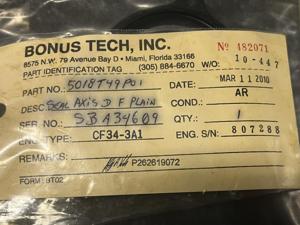 BONUS TECH, INC.
Nº 482071
8575 N.W. 79 Avenue Bay D • Miami, Florida 33166
PART IDENTIFICATION TAG (305) 884-6670 W/O: 10-447
PART NO.: 5018T49P01 DATE: MAR 11 2010
DESC: SEAL AXIS D F PLAIN COND.: AR
SER. NO.: SBA34609 QTY.: 1
ENG.TYPE: CF34-3A1 ENG. S/N: 807288
REMARKS: P262619072
FORM: BT02